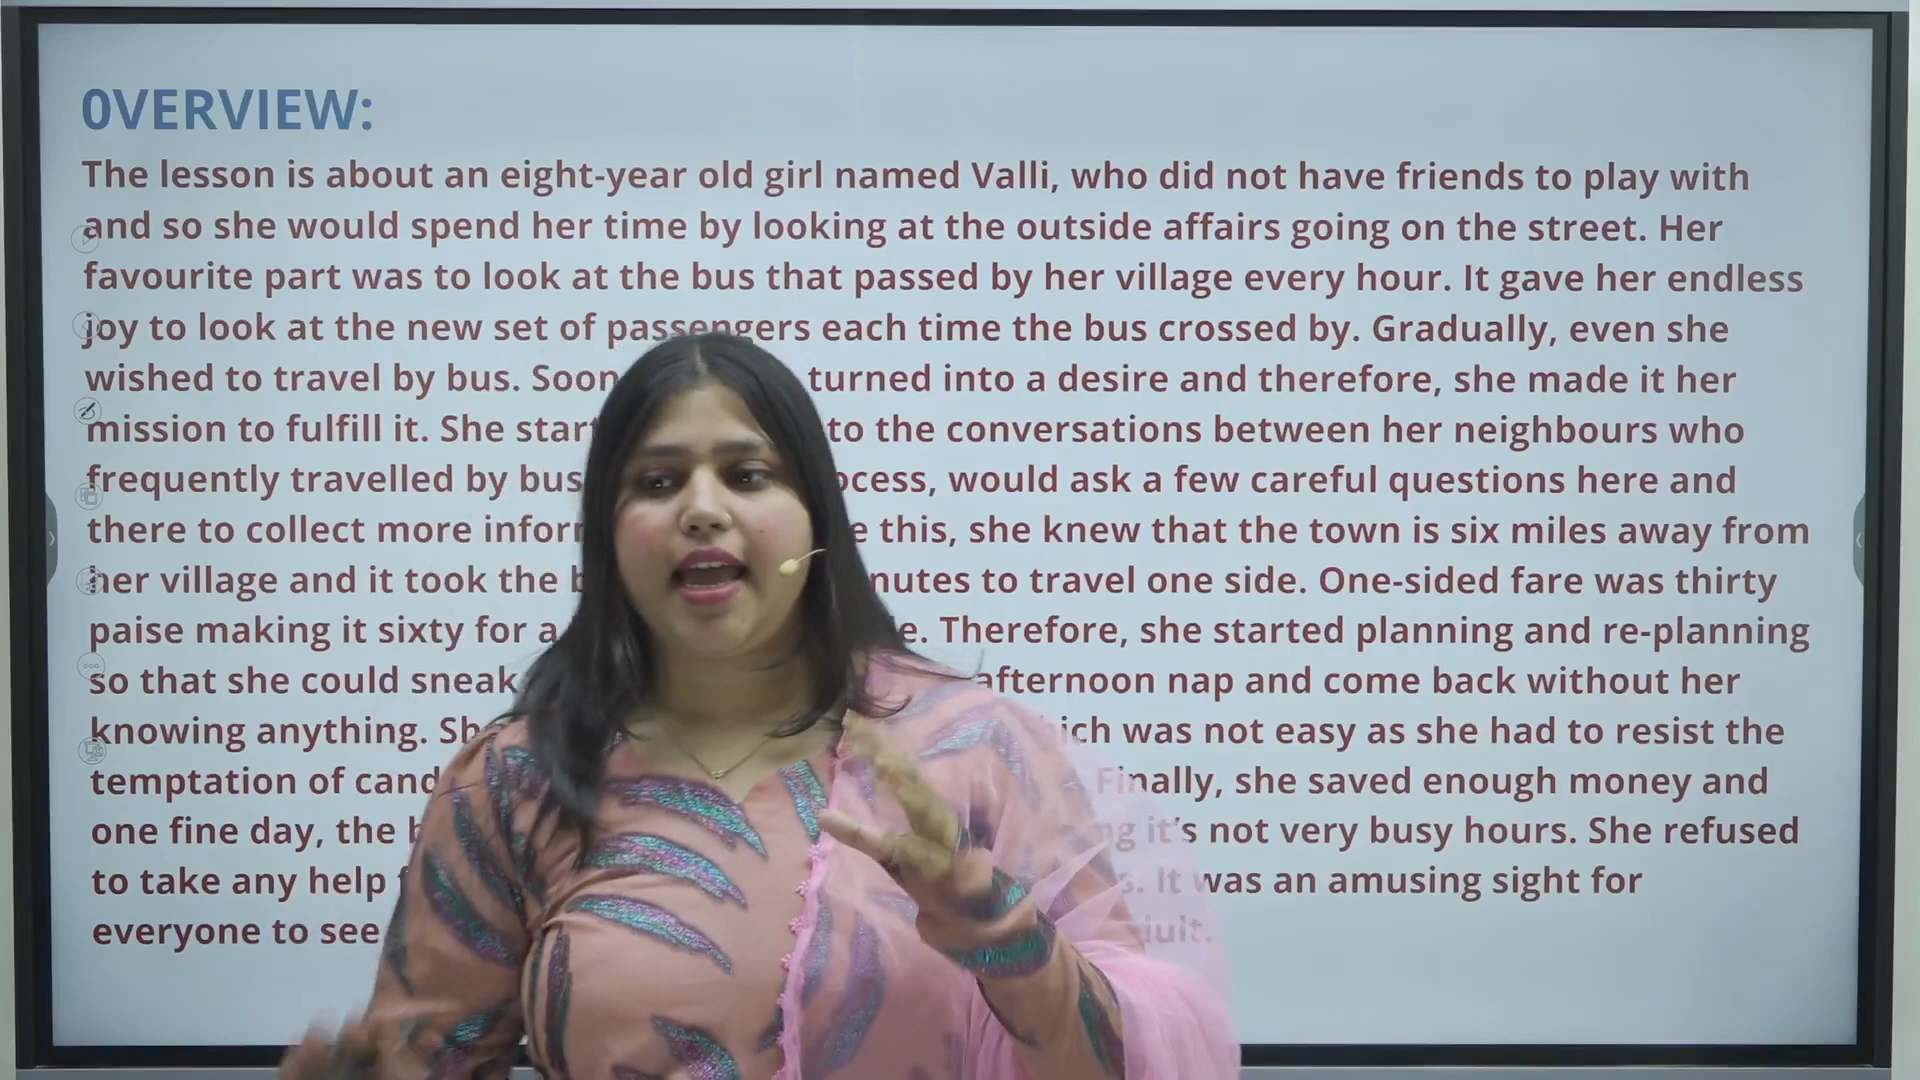 0VERVIEW:
The lesson is about an eight-year old girl named Valli, who did not have friends to play with
and so she would spend her time by looking at the outside affairs going on the street. Her
favourite part was to look at the bus that passed by her village every hour. It gave her endless
joy to look at the new set of passengers each time the bus crossed by. Gradually, even she
wished to travel by bus. Soon turned into a desire and therefore, she made it her
mission to fulfill it. She to the conversations between her neighbours who
frequently travelled by bus would ask a few careful questions here and
there to collect more this, she knew that the town is six miles away from
her village and it took the to travel one side. One-sided fare was thirty
paise making it sixty for a Therefore, she started planning and re-planning
so that she could sneak afternoon nap and come back without her
knowing anything. was not easy as she had to resist the
temptation of Finally, she saved enough money and
one fine day, the it's not very busy hours. She refused
to take any help It was an amusing sight for
everyone to see